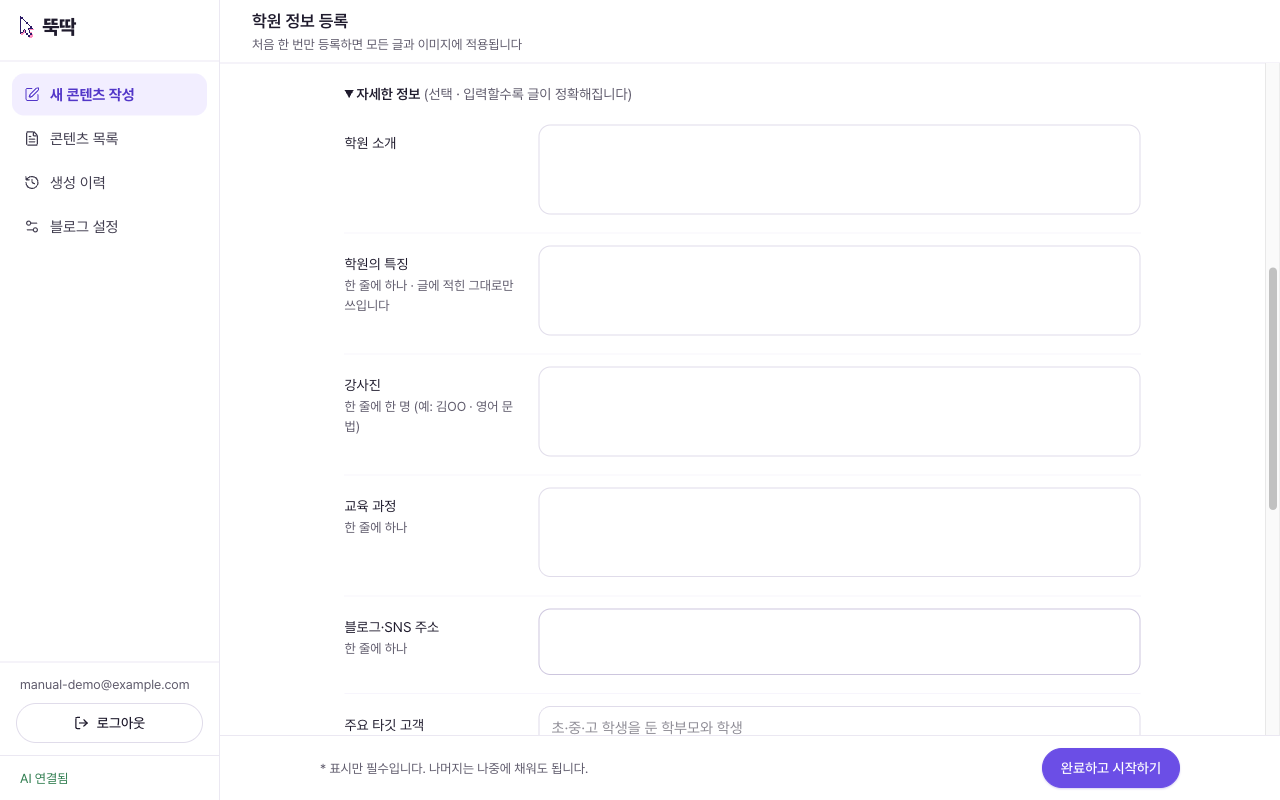 뚝딱
학원 정보 등록
처음 한 번만 등록하면 모든 글과 이미지에 적용됩니다
새 콘텐츠 작성
콘텐츠 목록
생성 이력
블로그 설정
▼ 자세한 정보 (선택 · 입력할수록 글이 정확해집니다)
학원 소개
학원의 특징
한 줄에 하나 · 글에 적힌 그대로만
쓰입니다
강사진
한 줄에 한 명 (예: 김OO · 영어 문
법)
교육 과정
한 줄에 하나
블로그·SNS 주소
한 줄에 하나
주요 타깃 고객
초·중·고 학생을 둔 학부모와 학생
manual-demo@example.com
로그아웃
AI 연결됨
* 표시만 필수입니다. 나머지는 나중에 채워도 됩니다.
완료하고 시작하기